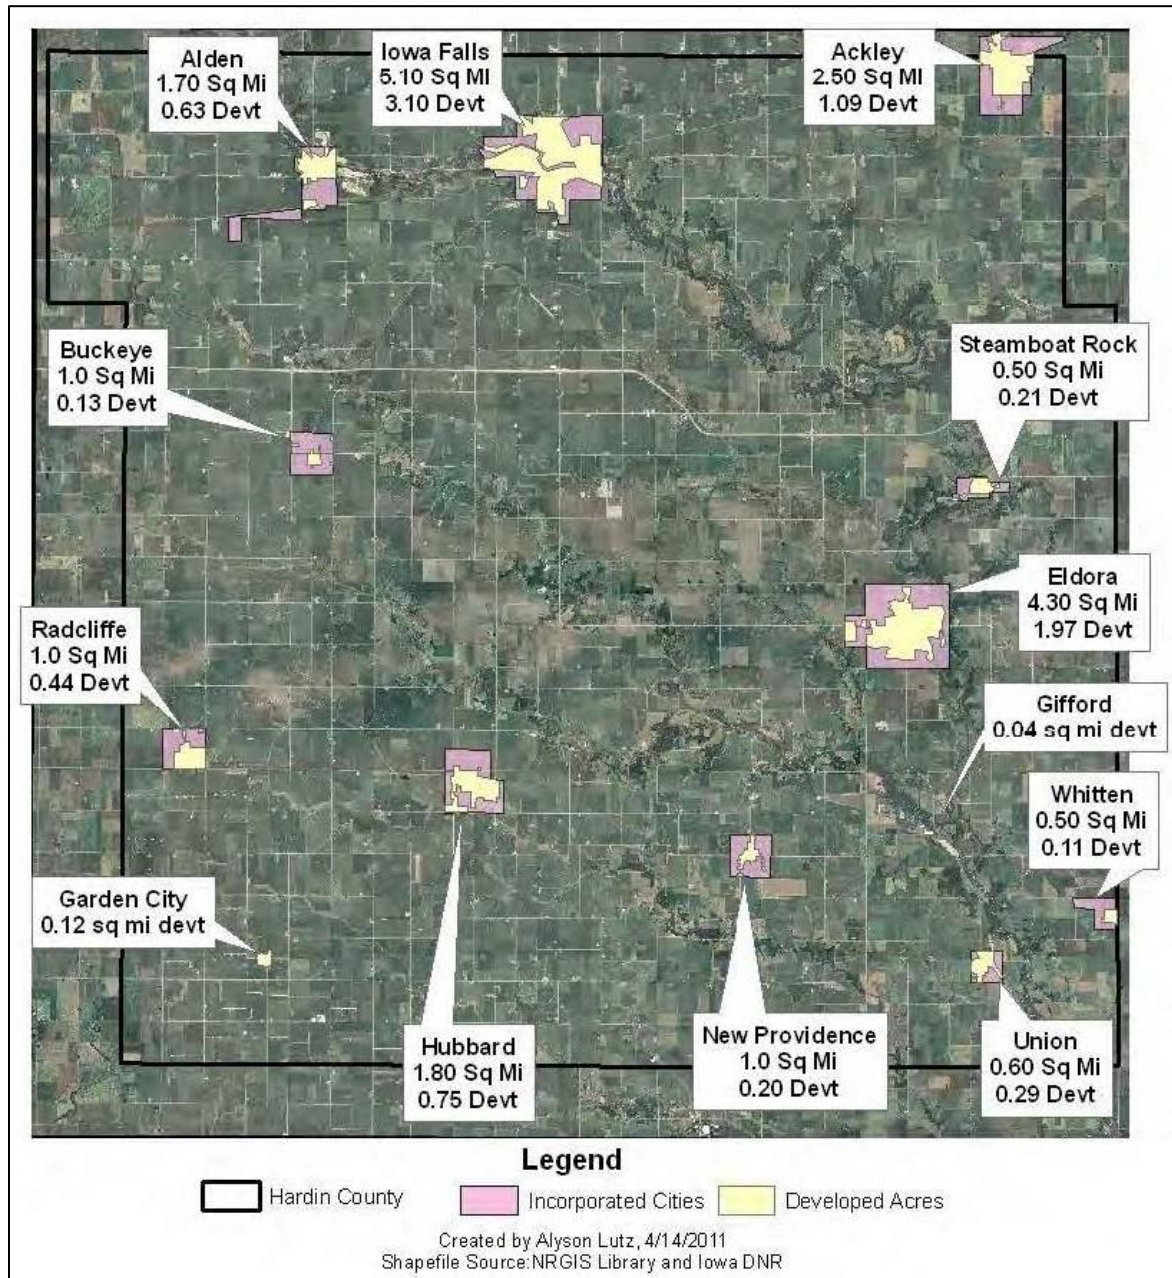 Alden
1.70 Sq Mi
0.63 Devt
Iowa Falls
5.10 Sq MI
3.10 Devt
Ackley
2.50 Sq MI
1.09 Devt
Buckeye
1.0 Sq Mi
0.13 Devt
Steamboat Rock
0.50 Sq Mi
0.21 Devt
Eldora
4.30 Sq Mi
1.97 Devt
Radcliffe
1.0 Sq Mi
0.44 Devt
Gifford
0.04 sq mi devt
Whitten
0.50 Sq Mi
0.11 Devt
Garden City
0.12 sq mi devt
Hubbard
1.80 Sq Mi
0.75 Devt
New Providence
1.0 Sq Mi
0.20 Devt
Union
0.60 Sq Mi
0.29 Devt
Legend
Hardin County
Incorporated Cities
Developed Acres
Created by Alyson Lutz, 4/14/2011
Shapefile Source:NRGIS Library and Iowa DNR